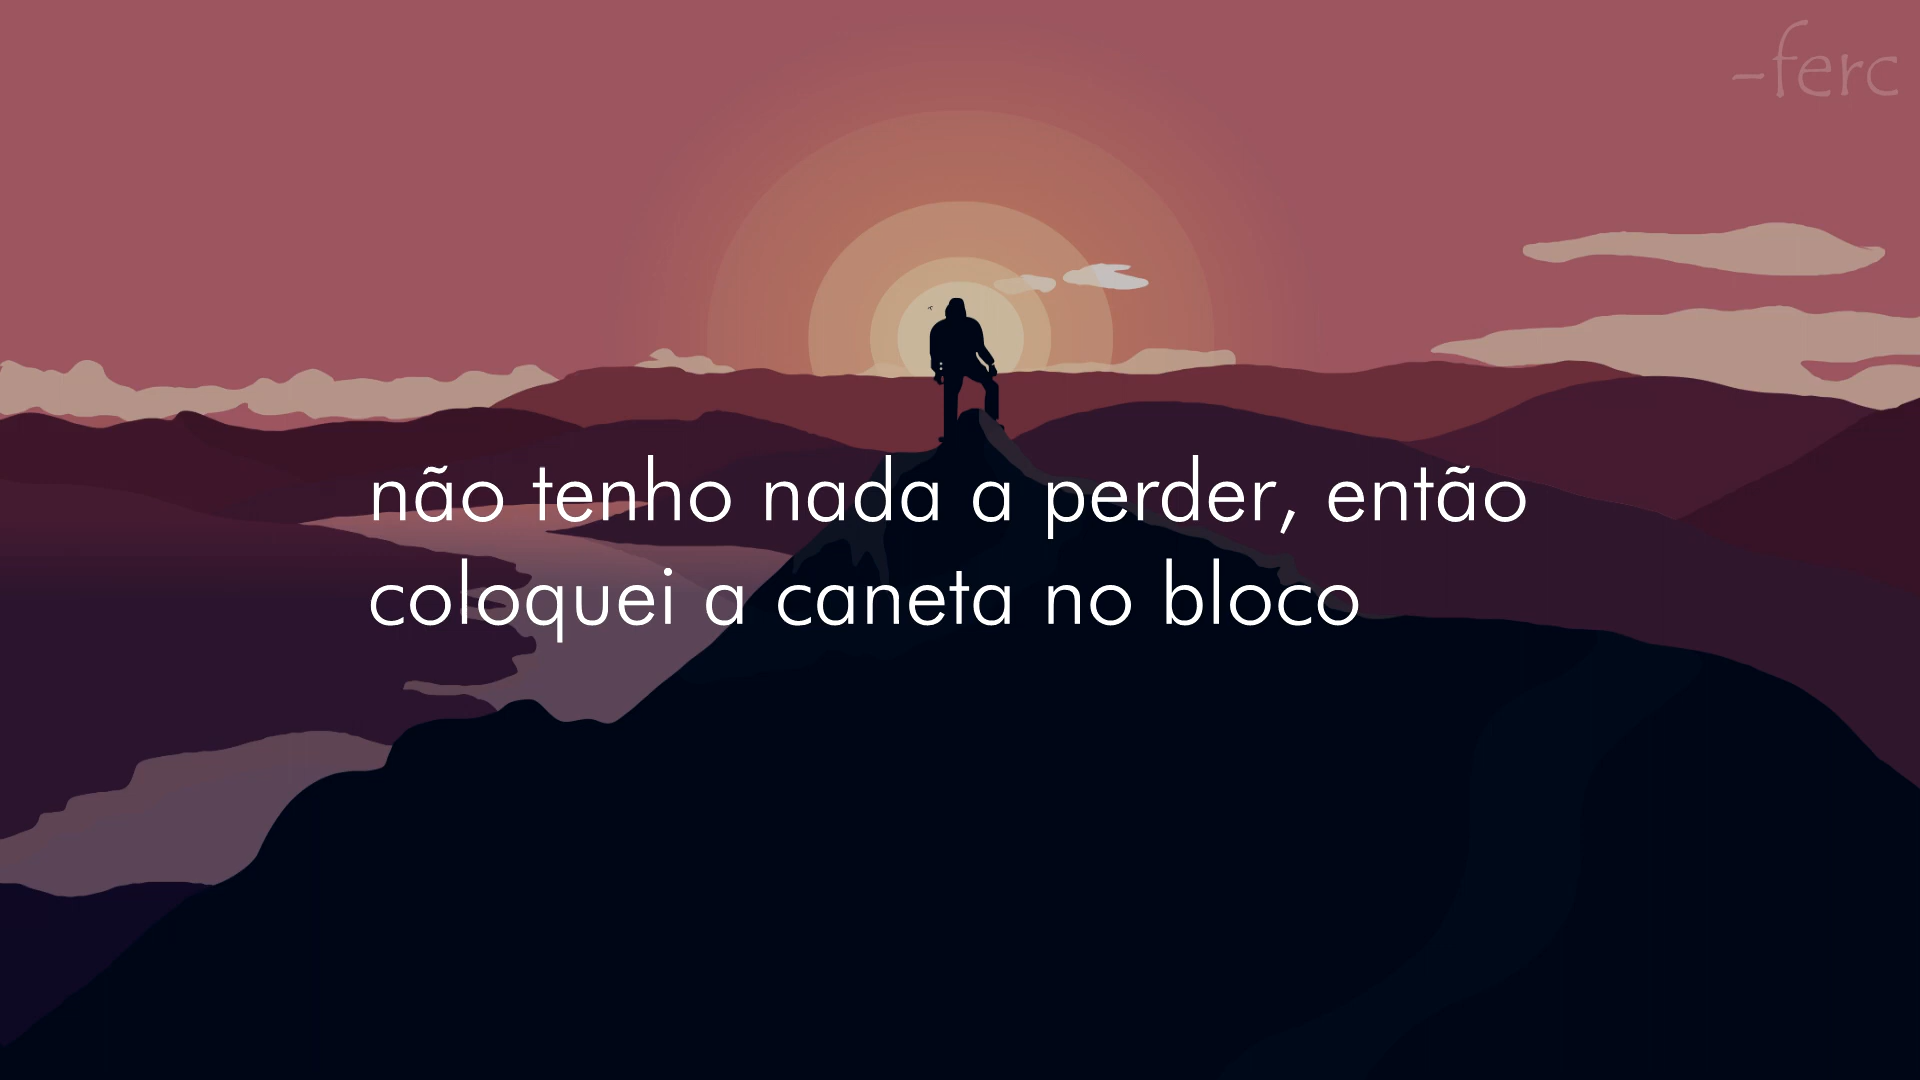 -ferc
não tenho nada a perder, então
coloquei a caneta no bloco